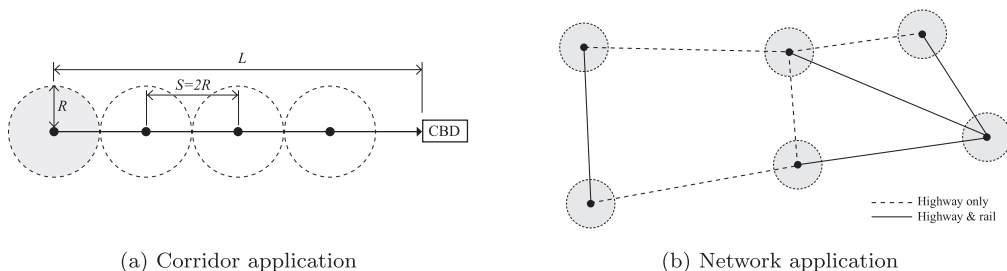 L
S=2R
R
CBD
Highway only
Highway & rail
(a) Corridor application
(b) Network application